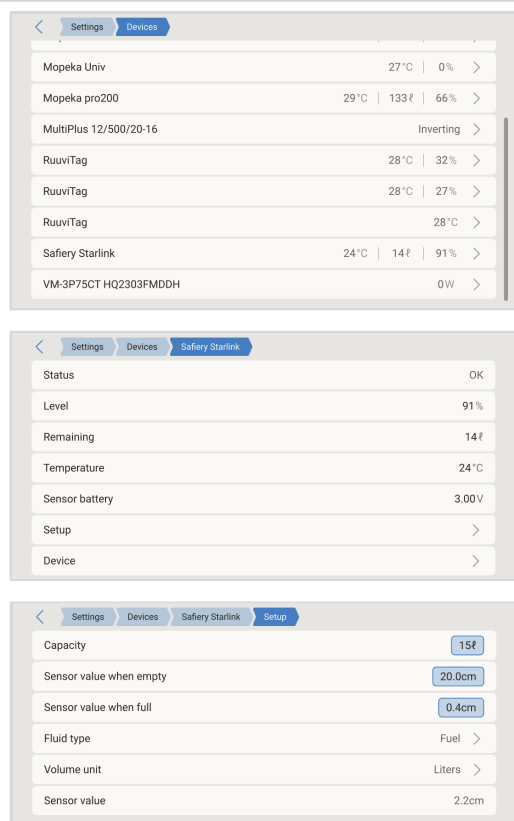 Settings Devices
Mopeka Univ 27°C 0%
Mopeka pro200 29°C 133ℓ 66%
MultiPlus 12/500/20-16 Inverting
RuuviTag 28°C 32%
RuuviTag 28°C 27%
RuuviTag 28°C
Safiery Starlink 24°C 14ℓ 91%
VM-3P75CT HQ2303FMDDH 0W
Settings Devices Safiery Starlink
Status OK
Level 91%
Remaining 14ℓ
Temperature 24°C
Sensor battery 3.00V
Setup
Device
Settings Devices Safiery Starlink Setup
Capacity 15ℓ
Sensor value when empty 20.0cm
Sensor value when full 0.4cm
Fluid type Fuel
Volume unit Liters
Sensor value 2.2cm